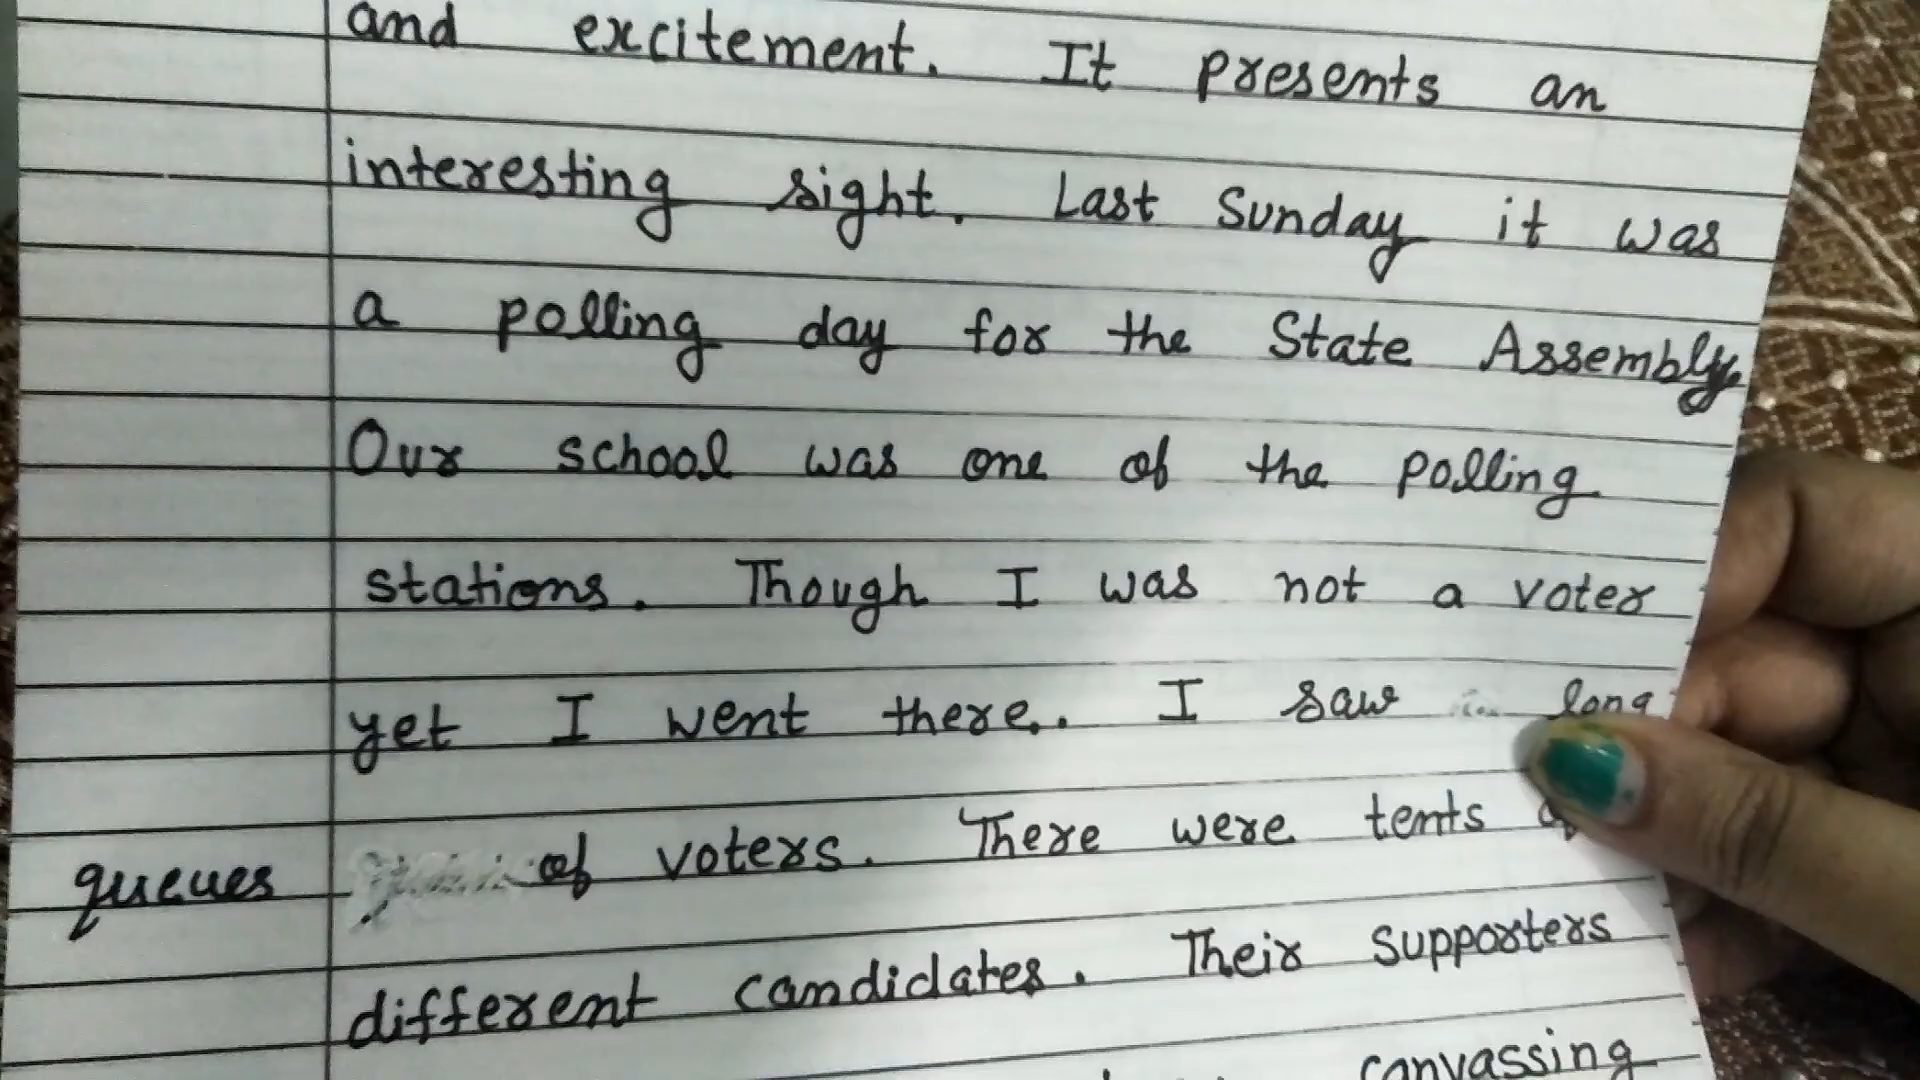 and excitement. It presents an
interesting sight. Last Sunday it was
a polling day for the State Assembly.
Our school was one of the polling
stations. Though I was not a voter
yet I went there. I saw long
queues of voters. There were tents
different candidates. Their supporters
canvassing